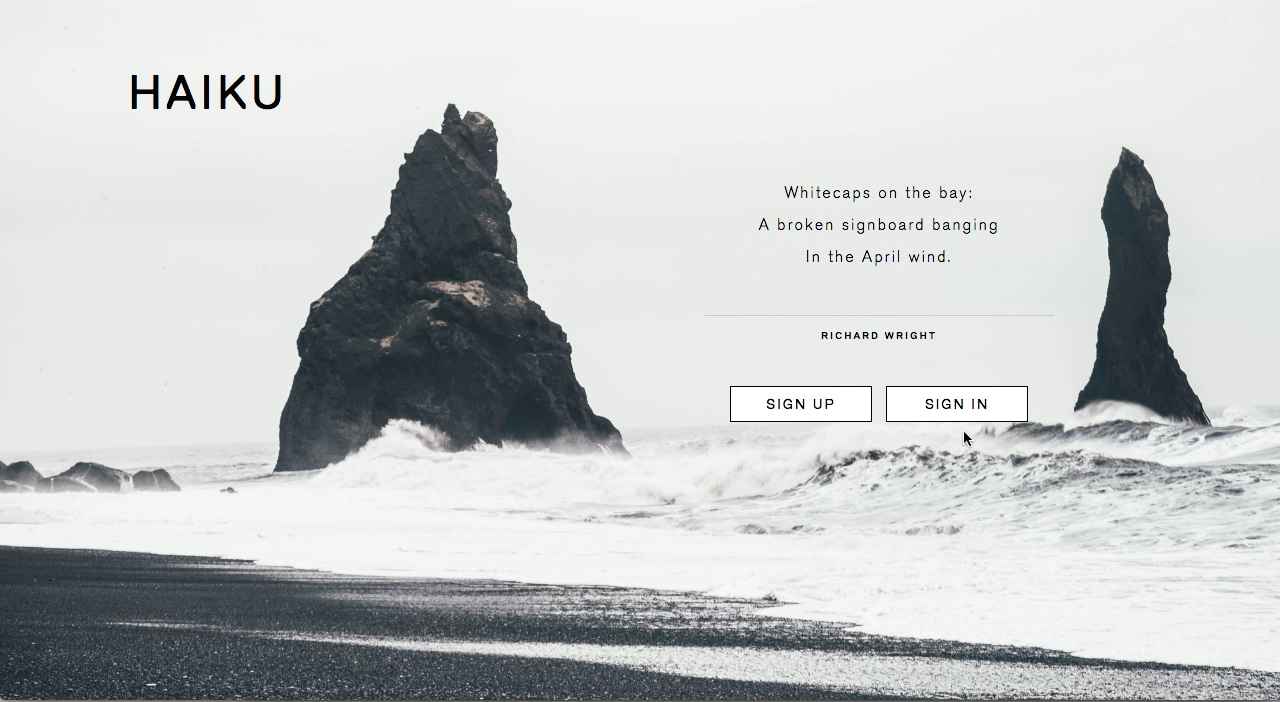 HAIKU
Whitecaps on the bay:
A broken signboard banging
In the April wind.
RICHARD WRIGHT
SIGN UP
SIGN IN